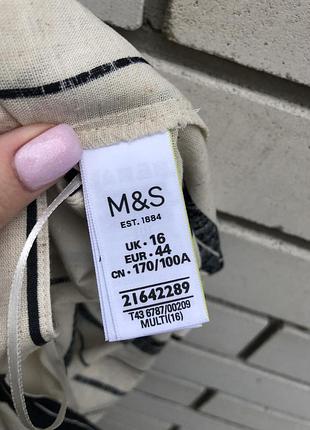 M&S
EST. 1884
UK • 16
EUR • 44
CN • 170/100A
21642289
T43 6787/00209
MULTI(16)